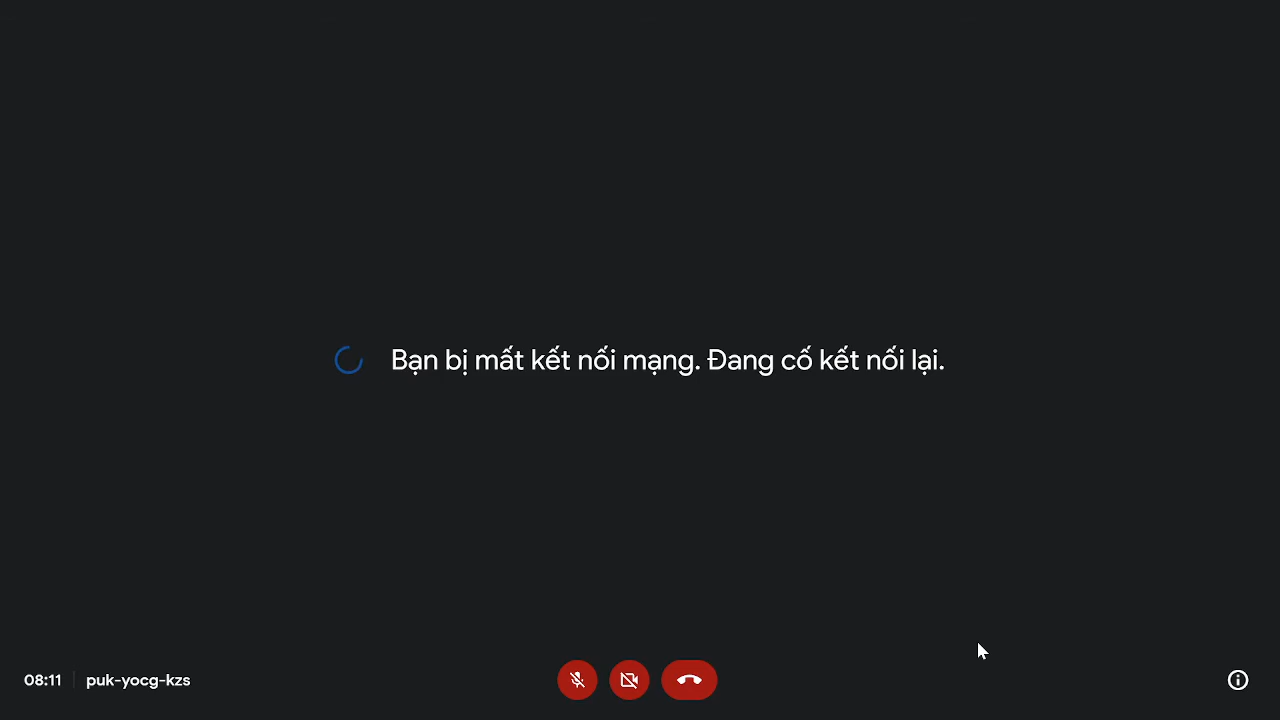 Bạn bị mất kết nối mạng. Đang cố kết nối lại.
08:11 puk-yocg-kzs